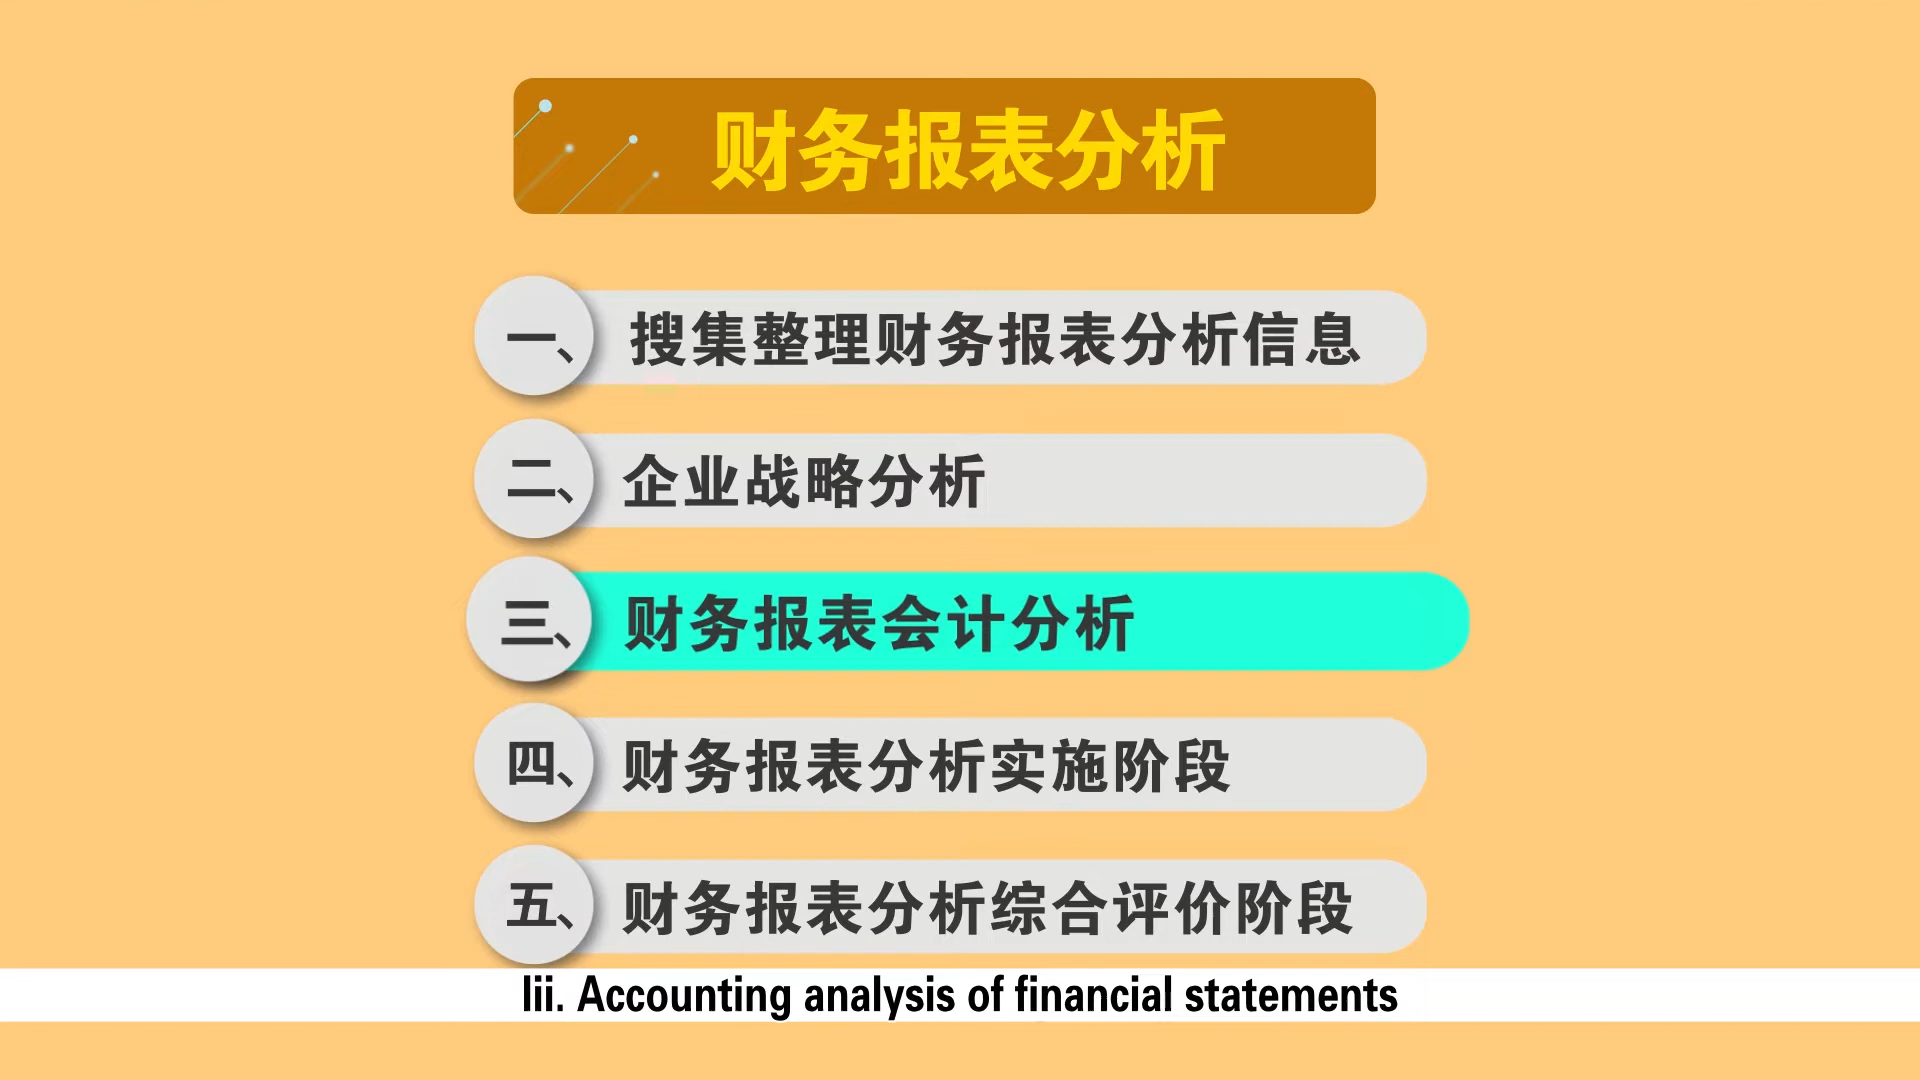 财务报表分析
一、搜集整理财务报表分析信息
二、企业战略分析
三、财务报表会计分析
四、财务报表分析实施阶段
五、财务报表分析综合评价阶段
Iii. Accounting analysis of financial statements